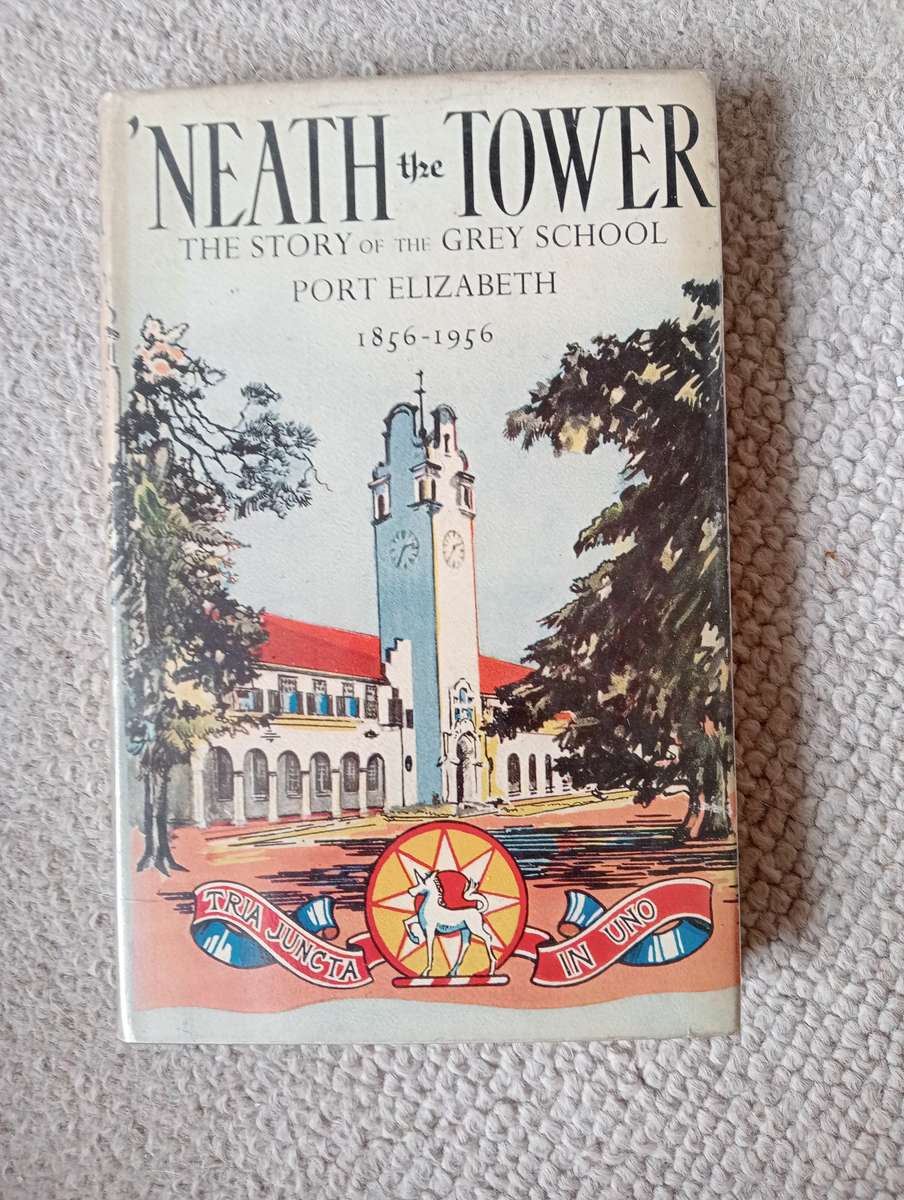 'NEATH the TOWER
THE STORY OF THE GREY SCHOOL
PORT ELIZABETH
1856-1956
TRIA JUNCTA IN UNO